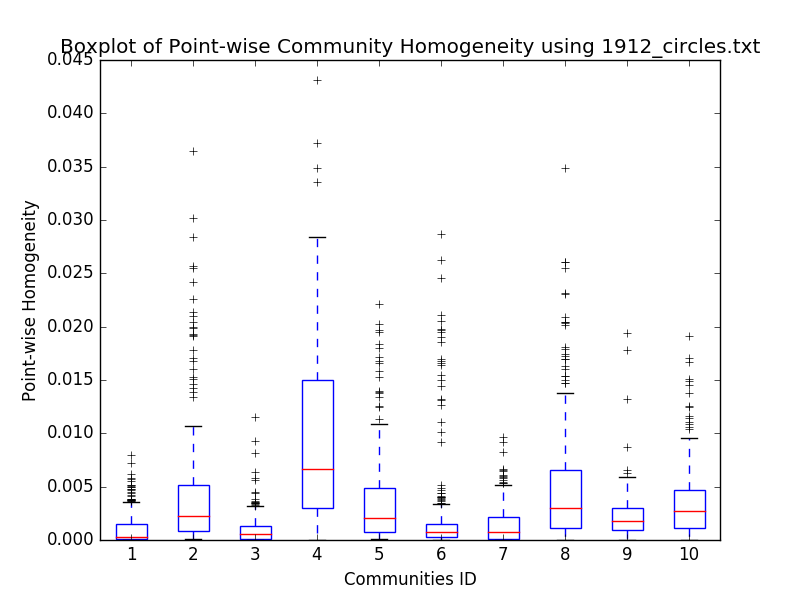 Boxplot of Point-wise Community Homogeneity using 1912_circles.txt
0.045
0.040
0.035
0.030
0.025
0.020
0.015
0.010
0.005
0.000
Point-wise Homogeneity
1 2 3 4 5 6 7 8 9 10
Communities ID